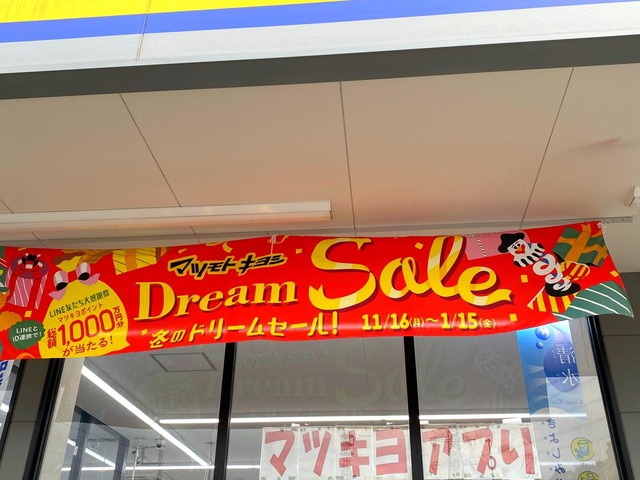 マツモトキヨシ
Dream Sale
冬のドリームセール! 11/16(月)〜1/15(金)
LINE友だち大感謝祭
マツキヨポイント
総額1,000万円分
が当たる!
LINEと
ID連携で!
清水
マツキヨアプリ